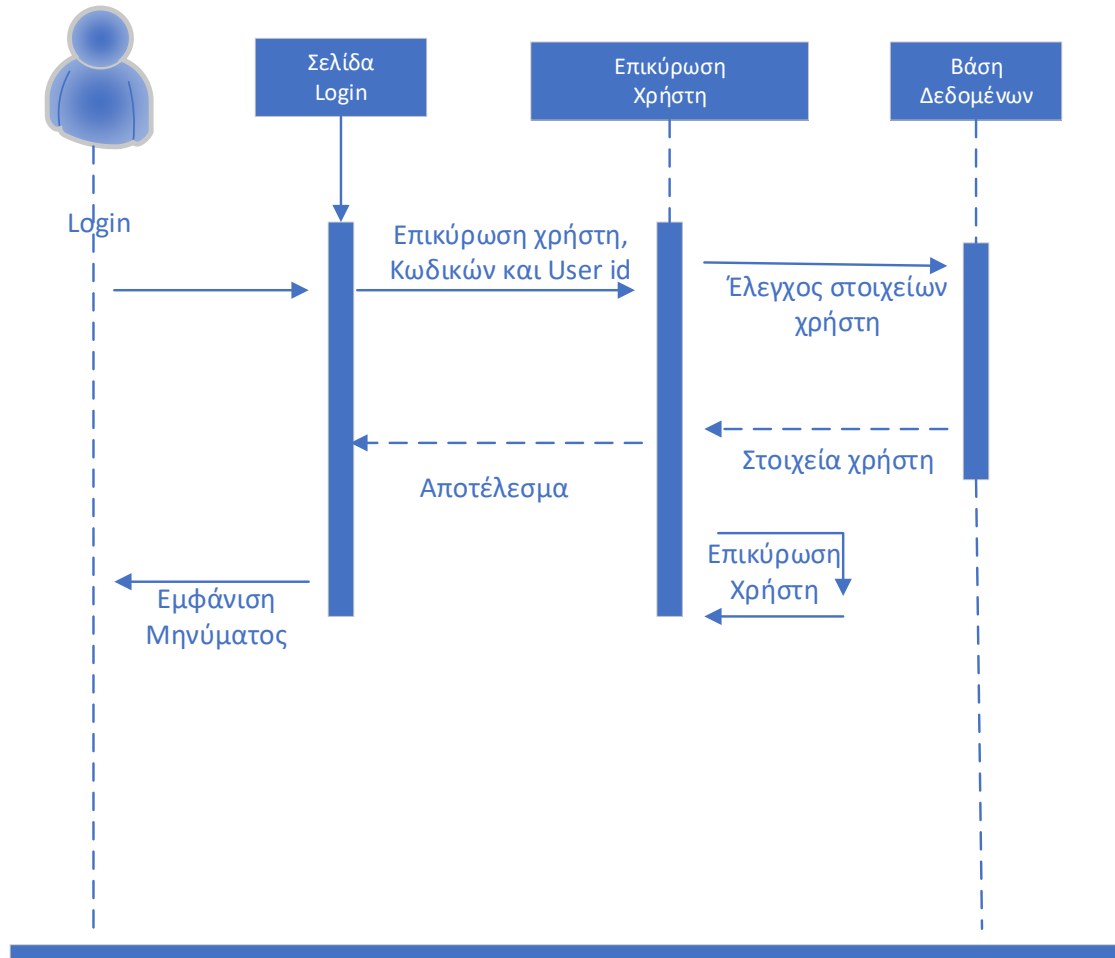 Σελίδα
Login
Επικύρωση
Χρήστη
Βάση
Δεδομένων
Login
Επικύρωση χρήστη,
Κωδικών και User id
Έλεγχος στοιχείων
χρήστη
Στοιχεία χρήστη
Αποτέλεσμα
Επικύρωση
Χρήστη
Εμφάνιση
Μηνύματος